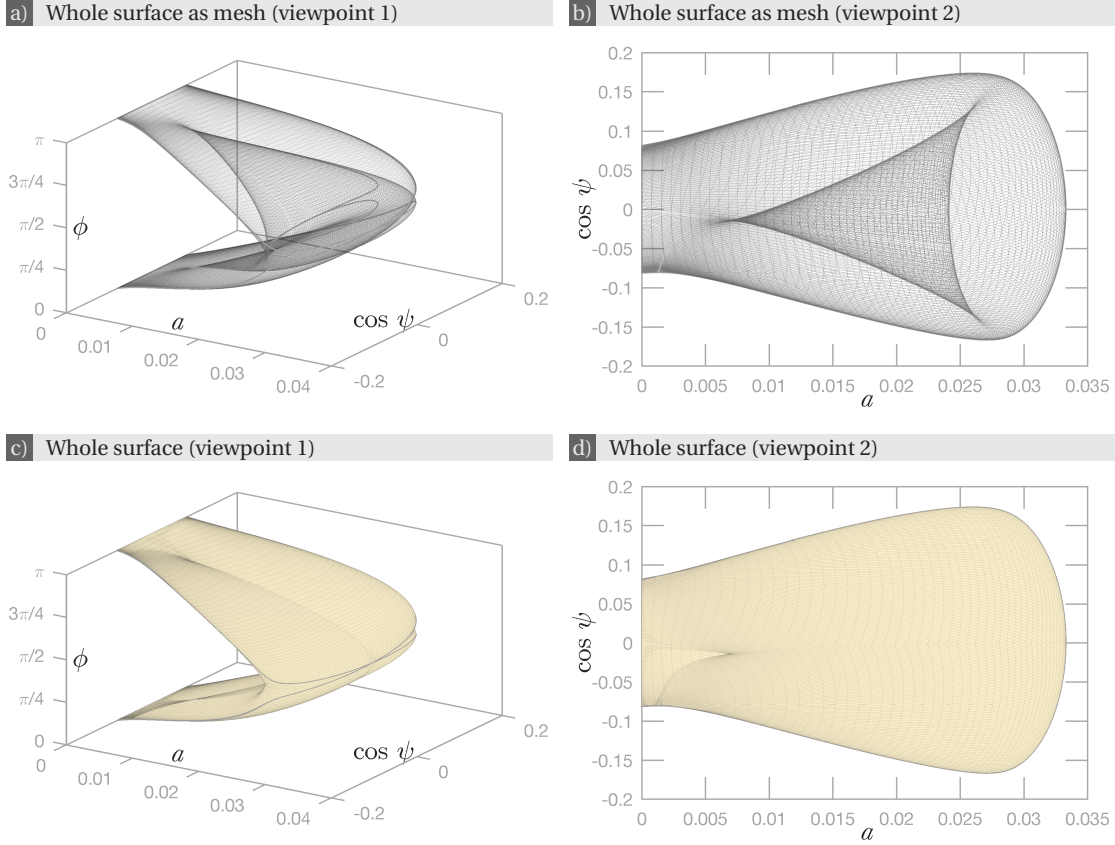 a) Whole surface as mesh (viewpoint 1)
b) Whole surface as mesh (viewpoint 2)
π
3π/4
π/2
π/4
0
ϕ
0
0.01
0.02
0.03
0.04
a
cos ψ
-0.2
0
0.2
0.2
0.15
0.1
0.05
0
-0.05
-0.1
-0.15
-0.2
cos ψ
0
0.005
0.01
0.015
0.02
0.025
0.03
0.035
a
c) Whole surface (viewpoint 1)
d) Whole surface (viewpoint 2)
π
3π/4
π/2
π/4
0
ϕ
0
0.01
0.02
0.03
0.04
a
cos ψ
-0.2
0
0.2
0.2
0.15
0.1
0.05
0
-0.05
-0.1
-0.15
-0.2
cos ψ
0
0.005
0.01
0.015
0.02
0.025
0.03
0.035
a